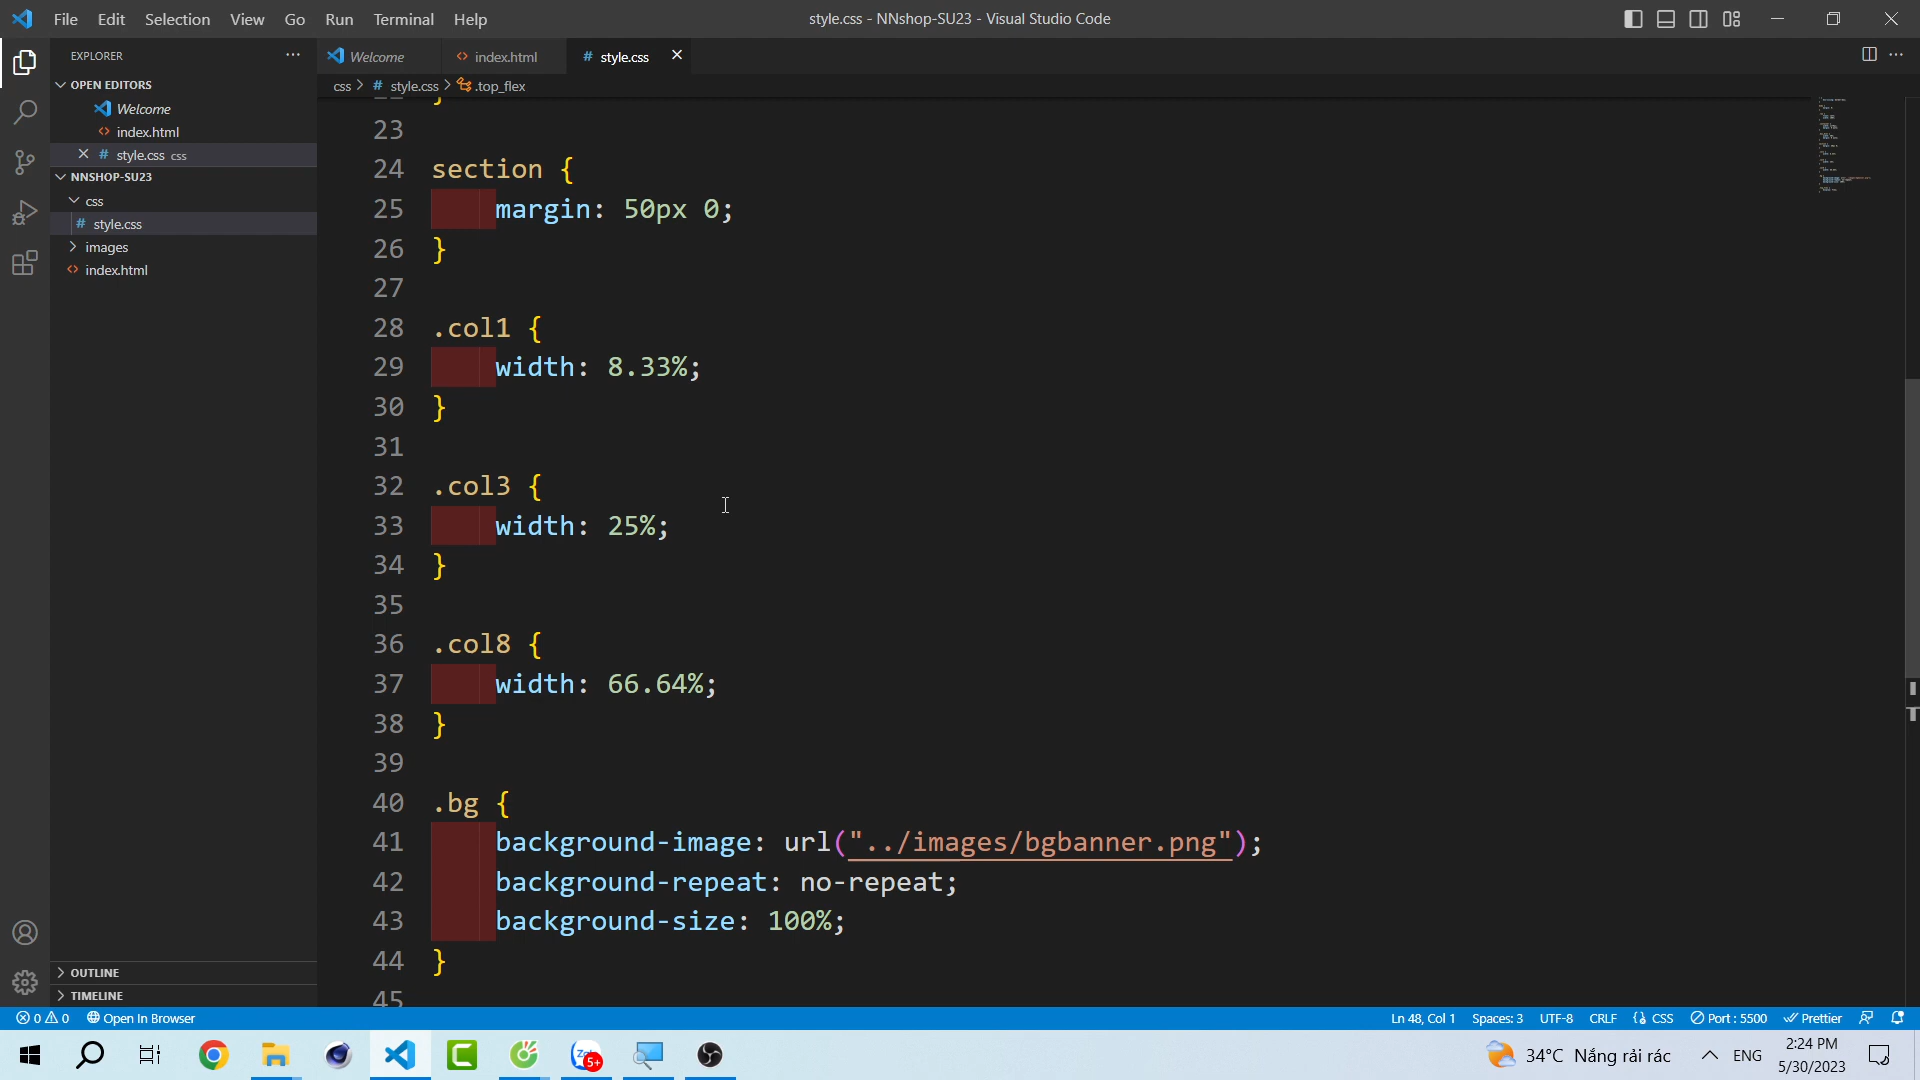 File Edit Selection View Go Run Terminal Help
style.css - NNshop-SU23 - Visual Studio Code
EXPLORER
OPEN EDITORS
Welcome
index.html
style.css css
NNSHOP-SU23
css
style.css
images
index.html
OUTLINE
TIMELINE
Welcome
index.html
style.css
css > # style.css > .top_flex
23
24 section {
25 margin: 50px 0;
26 }
27
28 .col1 {
29 width: 8.33%;
30 }
31
32 .col3 {
33 width: 25%;
34 }
35
36 .col8 {
37 width: 66.64%;
38 }
39
40 .bg {
41 background-image: url("../images/bgbanner.png");
42 background-repeat: no-repeat;
43 background-size: 100%;
44 }
45
0 0 Open In Browser
Ln 48, Col 1 Spaces: 3 UTF-8 CRLF {} CSS Port : 5500 Prettier
5+
34°C Nắng rải rác ENG
2:24 PM
5/30/2023